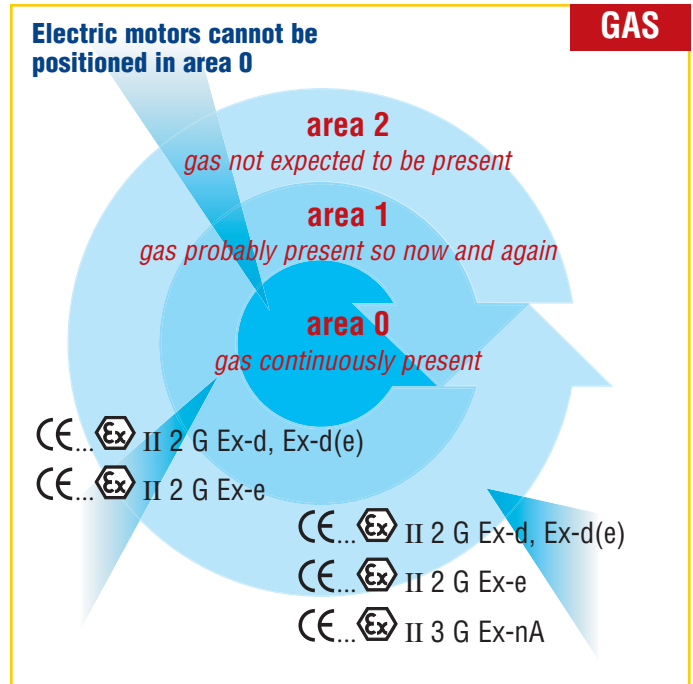 Electric motors cannot be
positioned in area 0
GAS
area 2
gas not expected to be present
area 1
gas probably present so now and again
area 0
gas continuously present
CE... Ex II 2 G Ex-d, Ex-d(e)
CE... Ex II 2 G Ex-e
CE... Ex II 2 G Ex-d, Ex-d(e)
CE... Ex II 2 G Ex-e
CE... Ex II 3 G Ex-nA